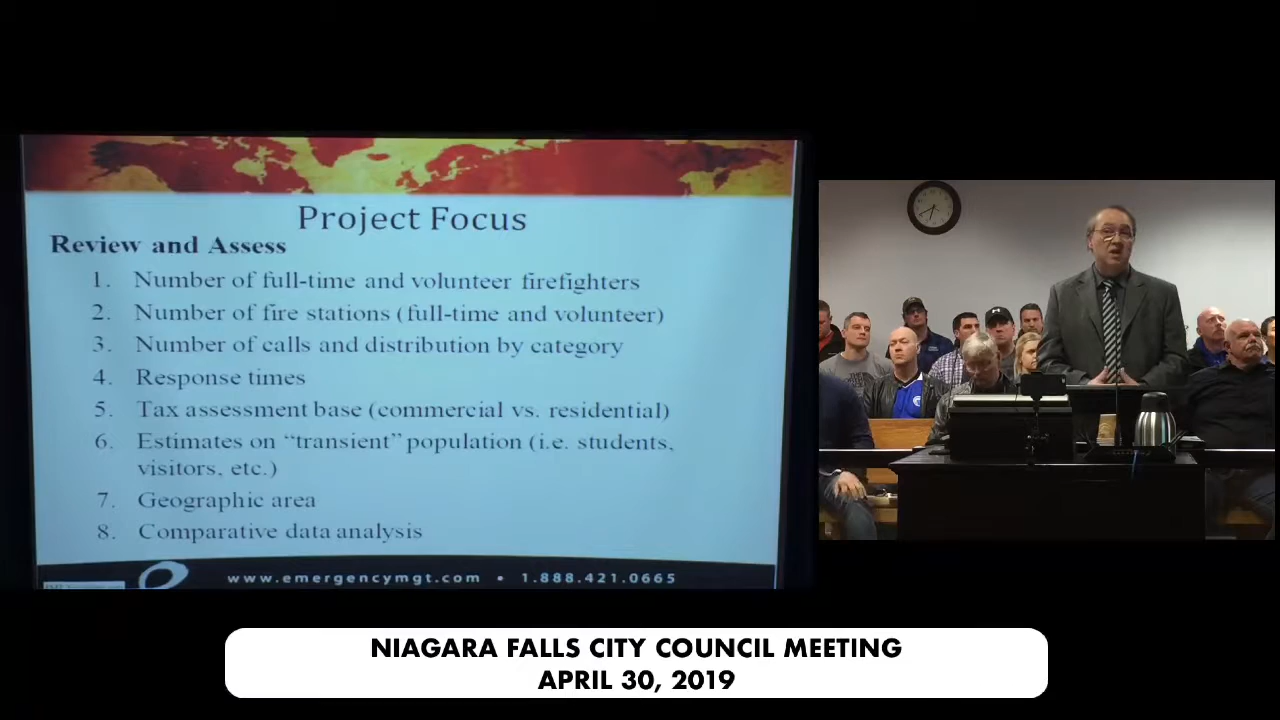 Project Focus
Review and Assess
1. Number of full-time and volunteer firefighters
2. Number of fire stations (full-time and volunteer)
3. Number of calls and distribution by category
4. Response times
5. Tax assessment base (commercial vs. residential)
6. Estimates on “transient” population (i.e. students,
visitors, etc.)
7. Geographic area
8. Comparative data analysis
www.emergencymgt.com • 1.888.421.0665
NIAGARA FALLS CITY COUNCIL MEETING
APRIL 30, 2019